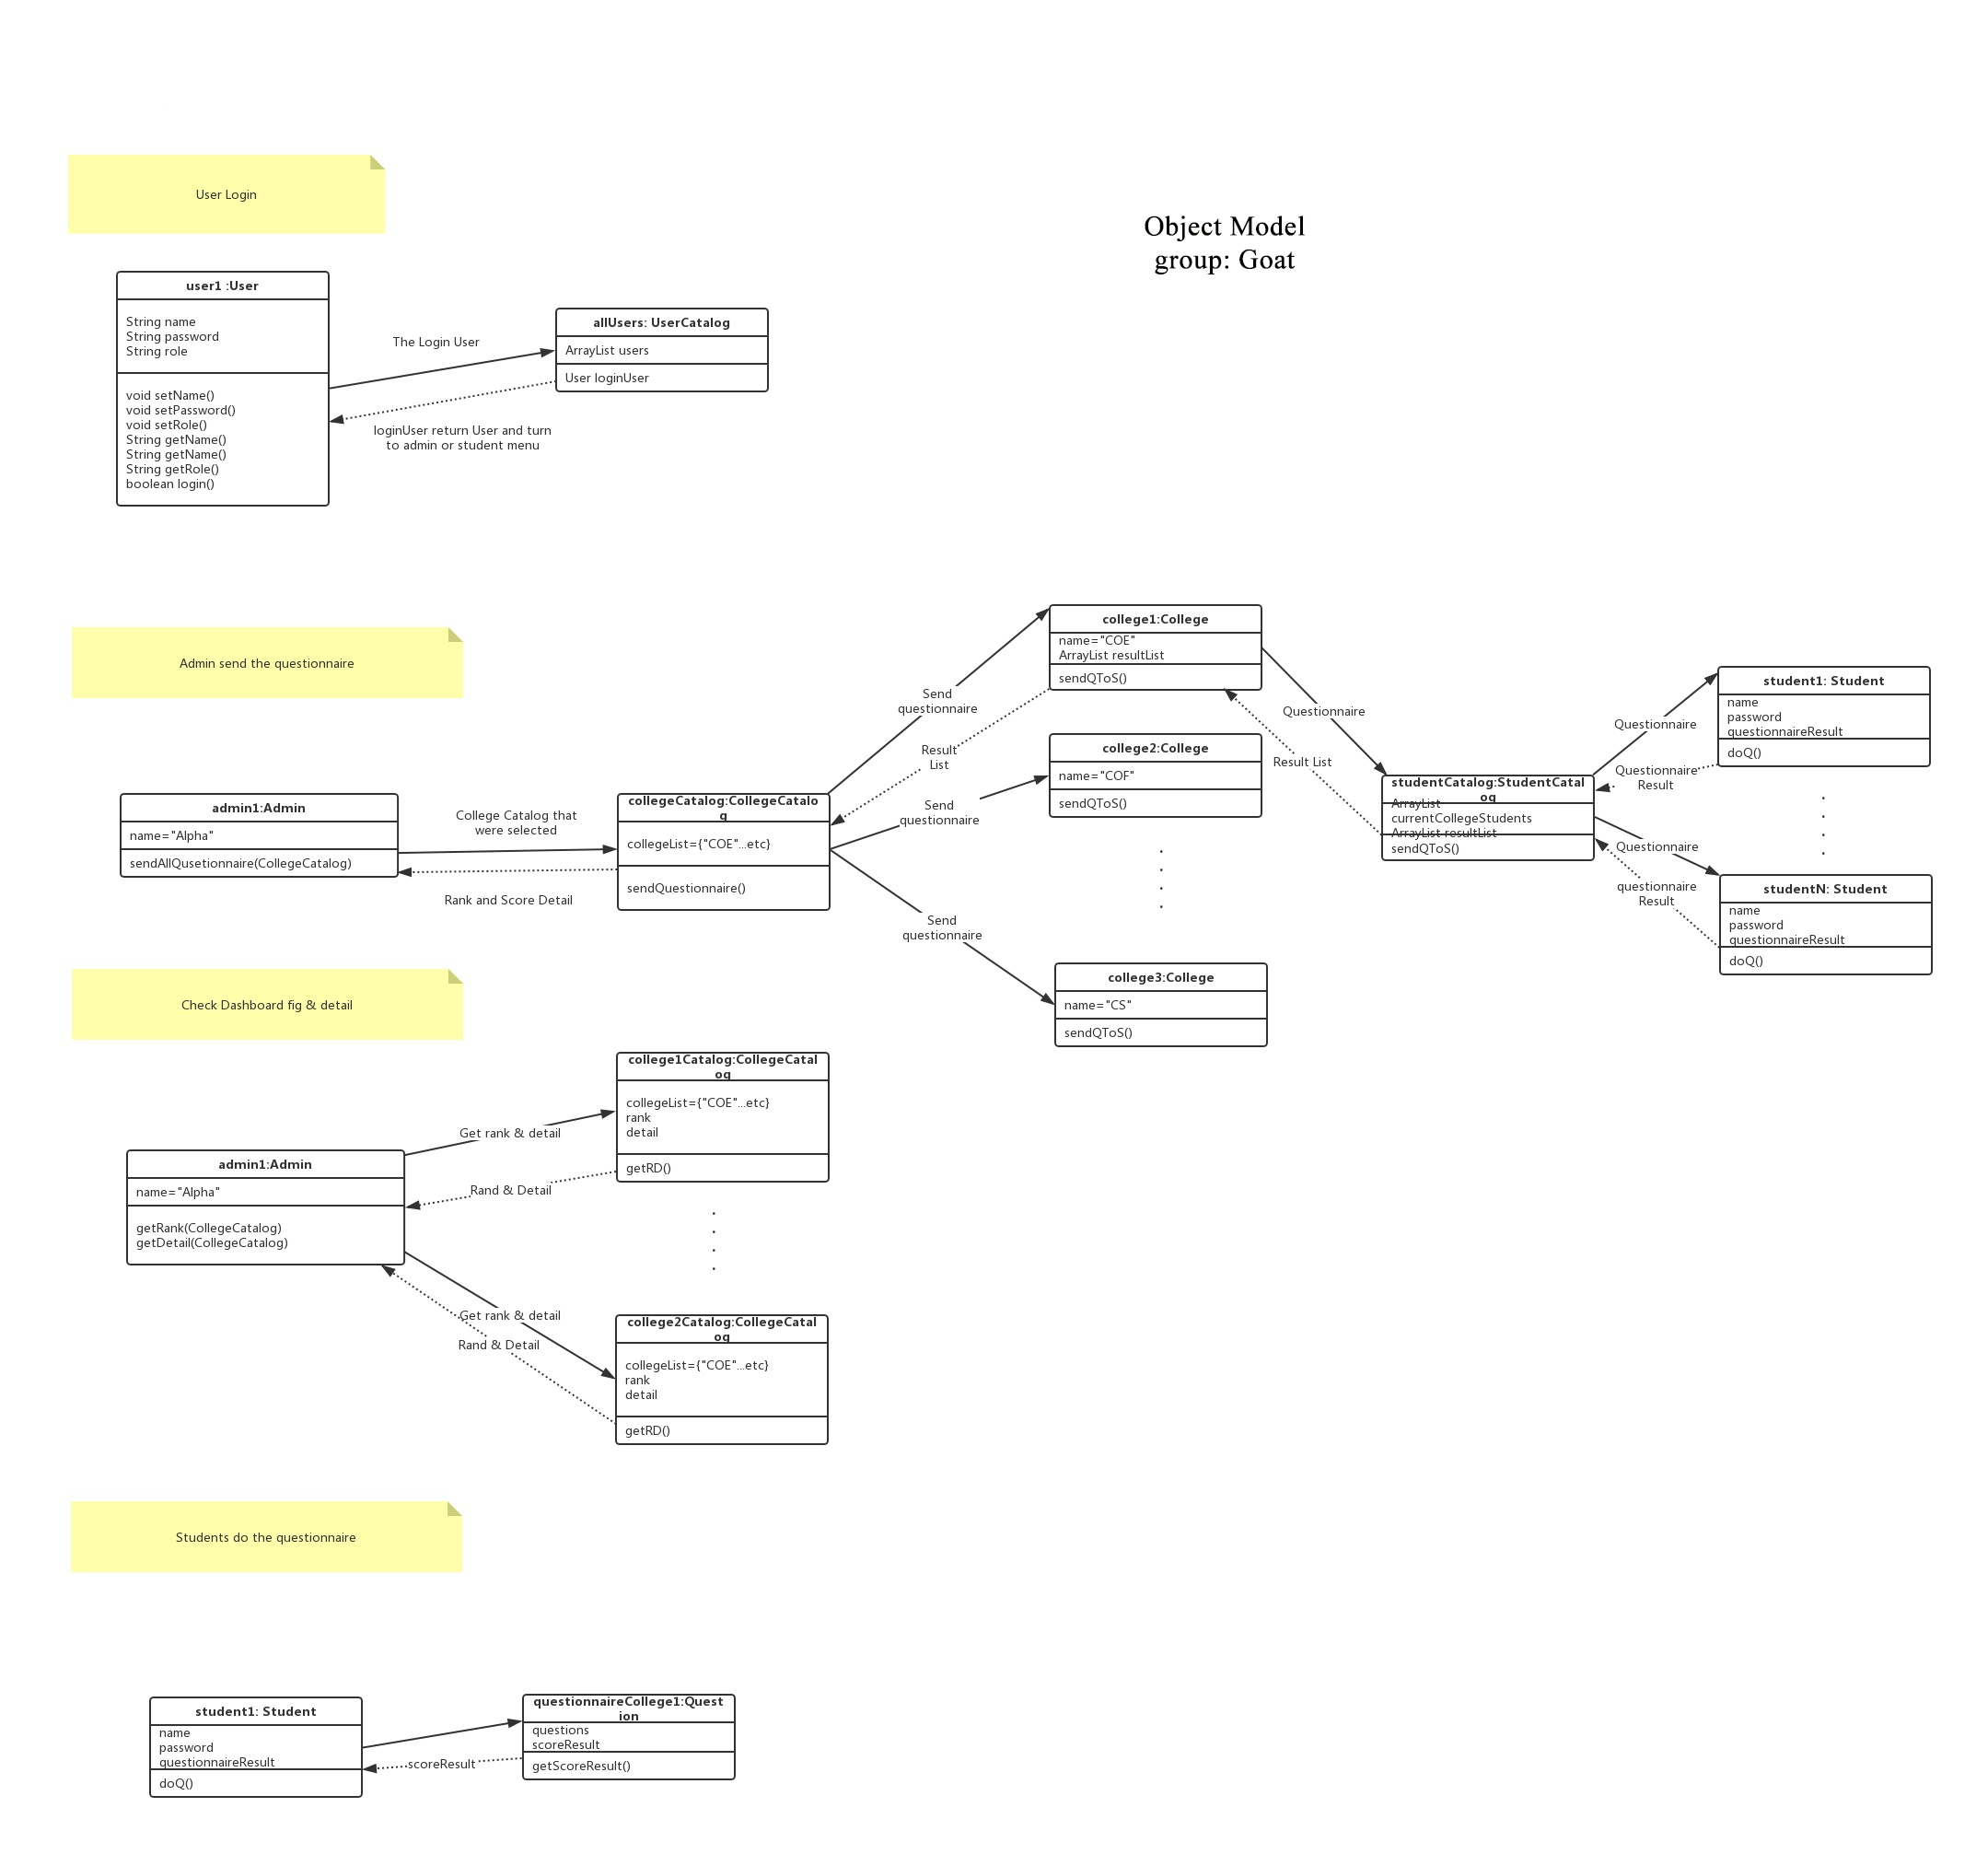 User Login
Object Model
group: Goat
user1 :User
String name
String password
String role
void setName()
void setPassword()
void setRole()
String getName()
String getName()
String getRole()
boolean login()
The Login User
allUsers: UserCatalog
ArrayList users
User loginUser
loginUser return User and turn
to admin or student menu
Admin send the questionnaire
admin1:Admin
name="Alpha"
sendAllQusetionnaire(CollegeCatalog)
College Catalog that
were selected
Rank and Score Detail
collegeCatalog:CollegeCatalo
g
collegeList={"COE"...etc}
sendQuestionnaire()
Send
questionnaire
Result
List
Send
questionnaire
Send
questionnaire
college1:College
name="COE"
ArrayList resultList
sendQToS()
college2:College
name="COF"
sendQToS()
.
.
.
.
college3:College
name="CS"
sendQToS()
Questionnaire
Result List
studentCatalog:StudentCatal
og
ArrayList
currentCollegeStudents
ArrayList resultList
sendQToS()
Questionnaire
Questionnaire
Result
Questionnaire
questionnaire
Result
student1: Student
name
password
questionnaireResult
doQ()
.
.
.
.
studentN: Student
name
password
questionnaireResult
doQ()
Check Dashboard fig & detail
admin1:Admin
name="Alpha"
getRank(CollegeCatalog)
getDetail(CollegeCatalog)
Get rank & detail
Rand & Detail
Get rank & detail
Rand & Detail
college1Catalog:CollegeCatal
og
collegeList={"COE"...etc}
rank
detail
getRD()
.
.
.
.
college2Catalog:CollegeCatal
og
collegeList={"COE"...etc}
rank
detail
getRD()
Students do the questionnaire
student1: Student
name
password
questionnaireResult
doQ()
scoreResult
questionnaireCollege1:Quest
ion
questions
scoreResult
getScoreResult()